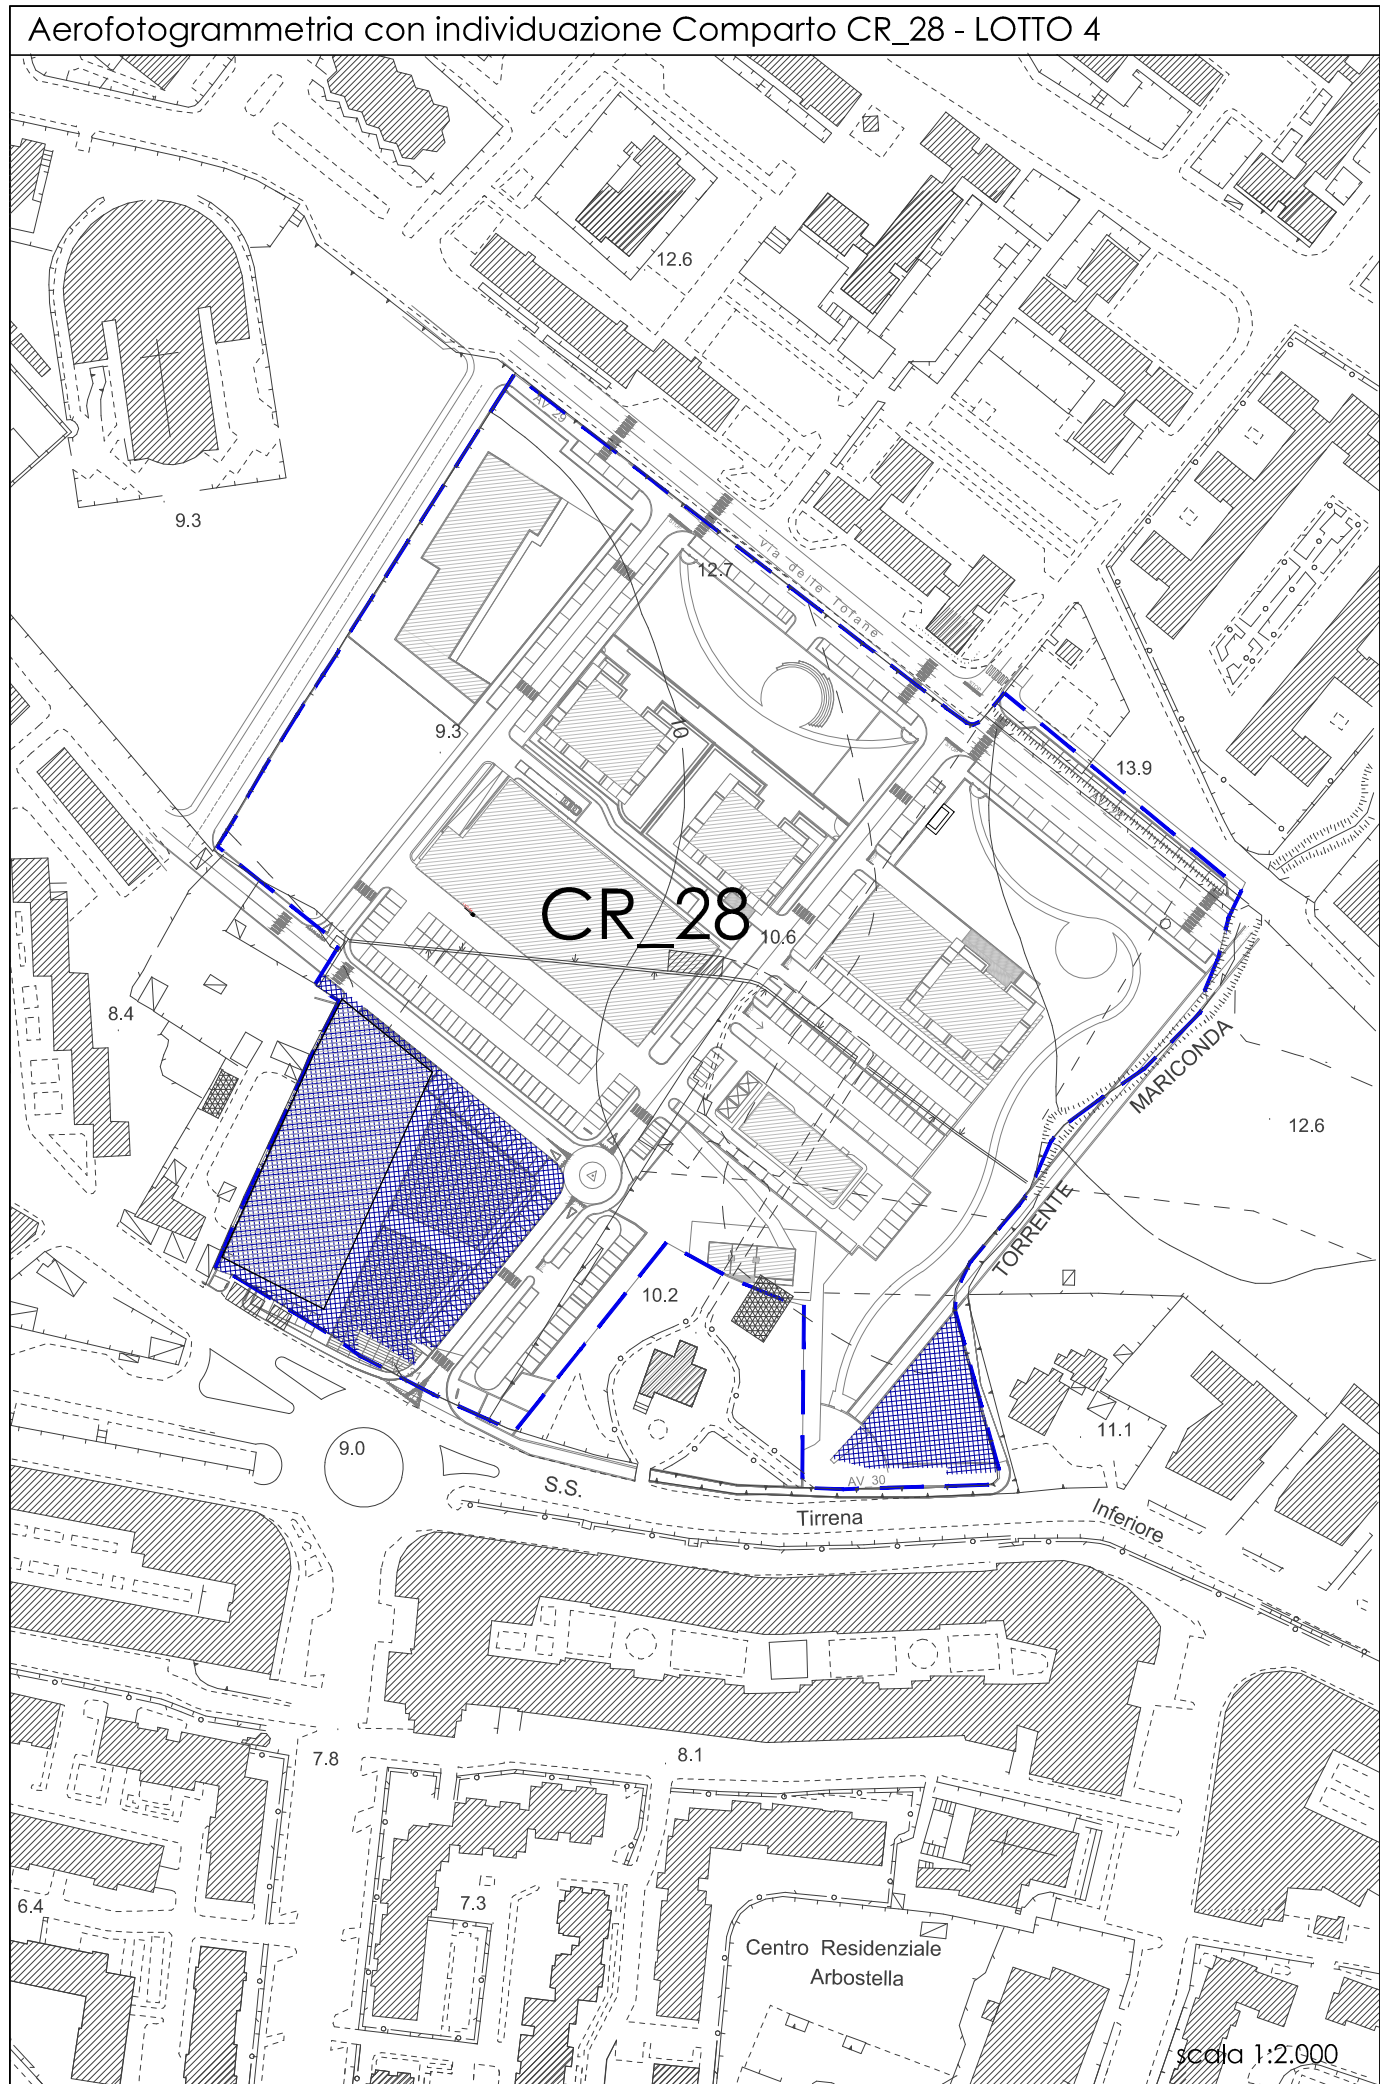 Aerofotogrammetria con individuazione Comparto CR_28 - LOTTO 4
12.6
AV 29
9.3
12.7
via delle Tofane
10
9.3
13.9
CR_28
10.6
8.4
MARICONDA
12.6
TORRENTE
10.2
11.1
9.0
AV 30
S.S.
Tirrena
Inferiore
7.8
8.1
7.3
6.4
Centro Residenziale
Arbostella
scala 1:2.000